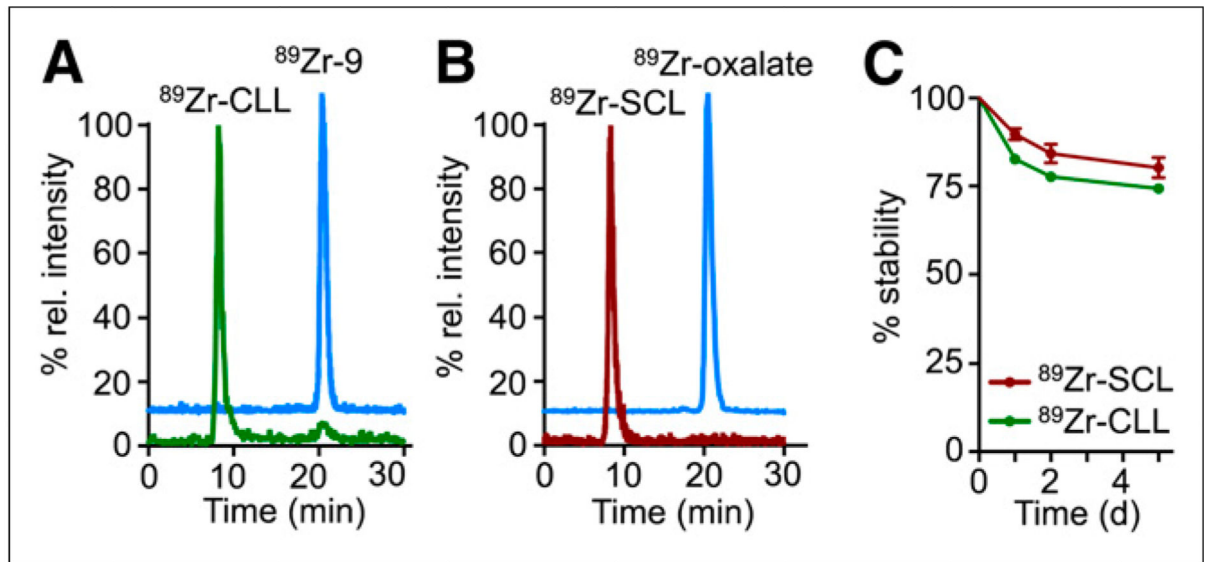 A
⁸⁹Zr-9
⁸⁹Zr-CLL
% rel. intensity
100
80
60
40
20
0
0 10 20 30
Time (min)
B
⁸⁹Zr-oxalate
⁸⁹Zr-SCL
% rel. intensity
100
80
60
40
20
0
0 10 20 30
Time (min)
C
% stability
100
75
50
25
0
⁸⁹Zr-SCL
⁸⁹Zr-CLL
0 2 4
Time (d)